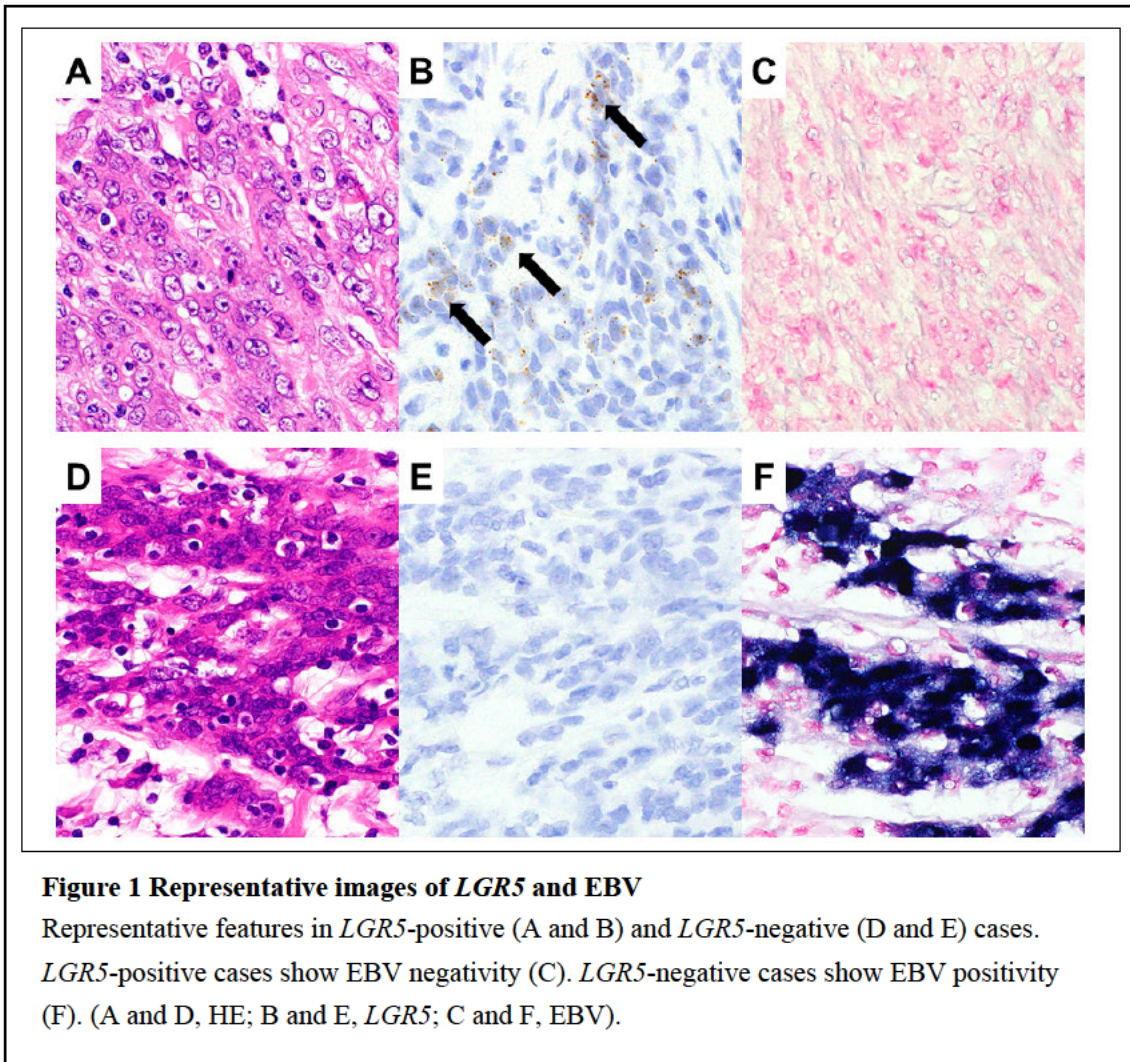 A
B
C
D
E
F
Figure 1 Representative images of LGR5 and EBV
Representative features in LGR5-positive (A and B) and LGR5-negative (D and E) cases.
LGR5-positive cases show EBV negativity (C). LGR5-negative cases show EBV positivity
(F). (A and D, HE; B and E, LGR5; C and F, EBV).